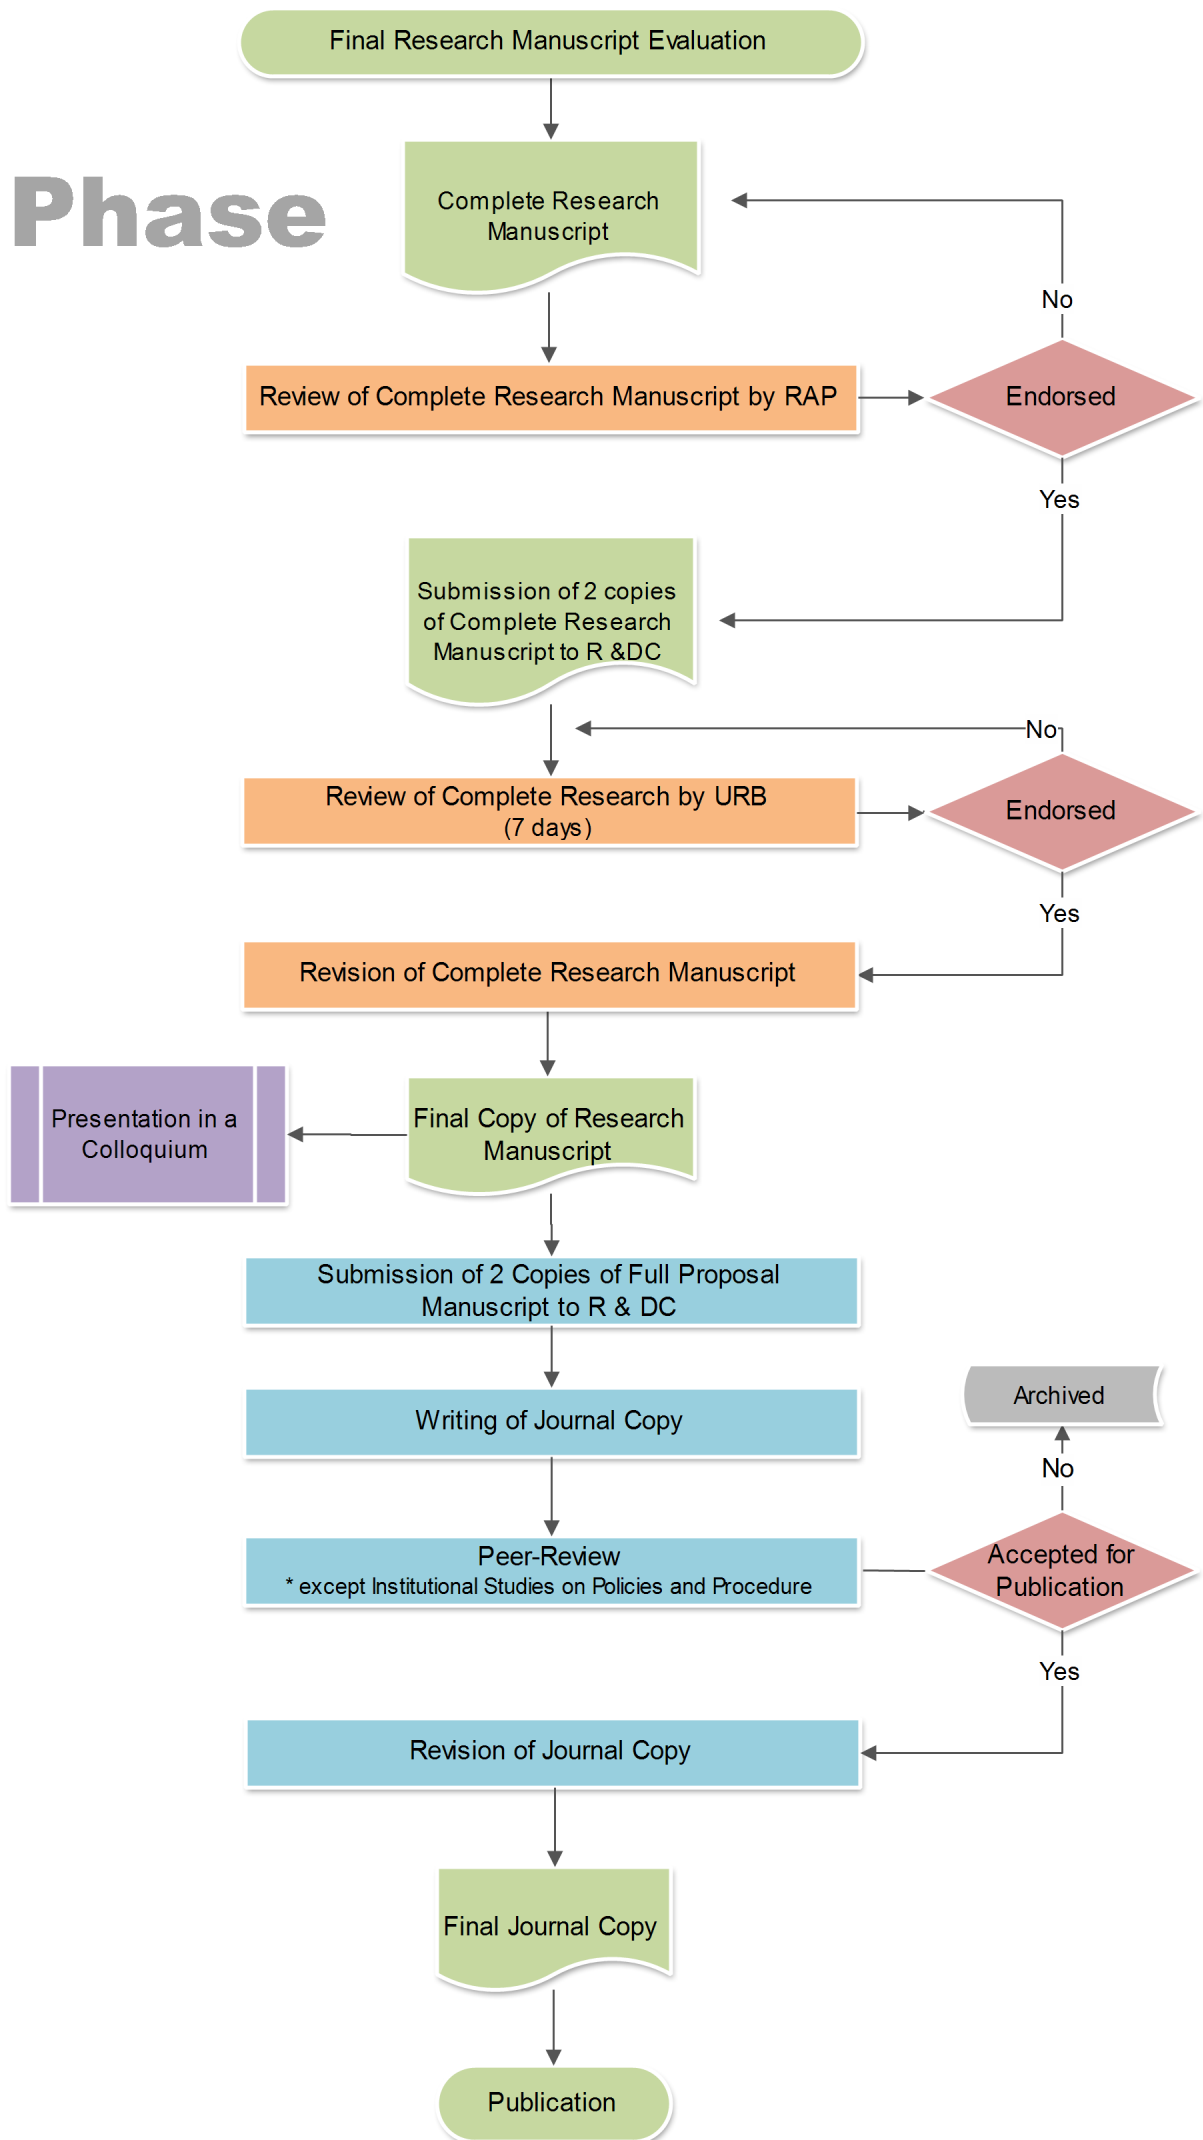 Final Research Manuscript Evaluation
Phase
Complete Research
Manuscript
No
Review of Complete Research Manuscript by RAP
Endorsed
Yes
Submission of 2 copies
of Complete Research
Manuscript to R &DC
No
Review of Complete Research by URB
(7 days)
Endorsed
Yes
Revision of Complete Research Manuscript
Presentation in a
Colloquium
Final Copy of Research
Manuscript
Submission of 2 Copies of Full Proposal
Manuscript to R & DC
Archived
Writing of Journal Copy
No
Peer-Review
* except Institutional Studies on Policies and Procedure
Accepted for
Publication
Yes
Revision of Journal Copy
Final Journal Copy
Publication